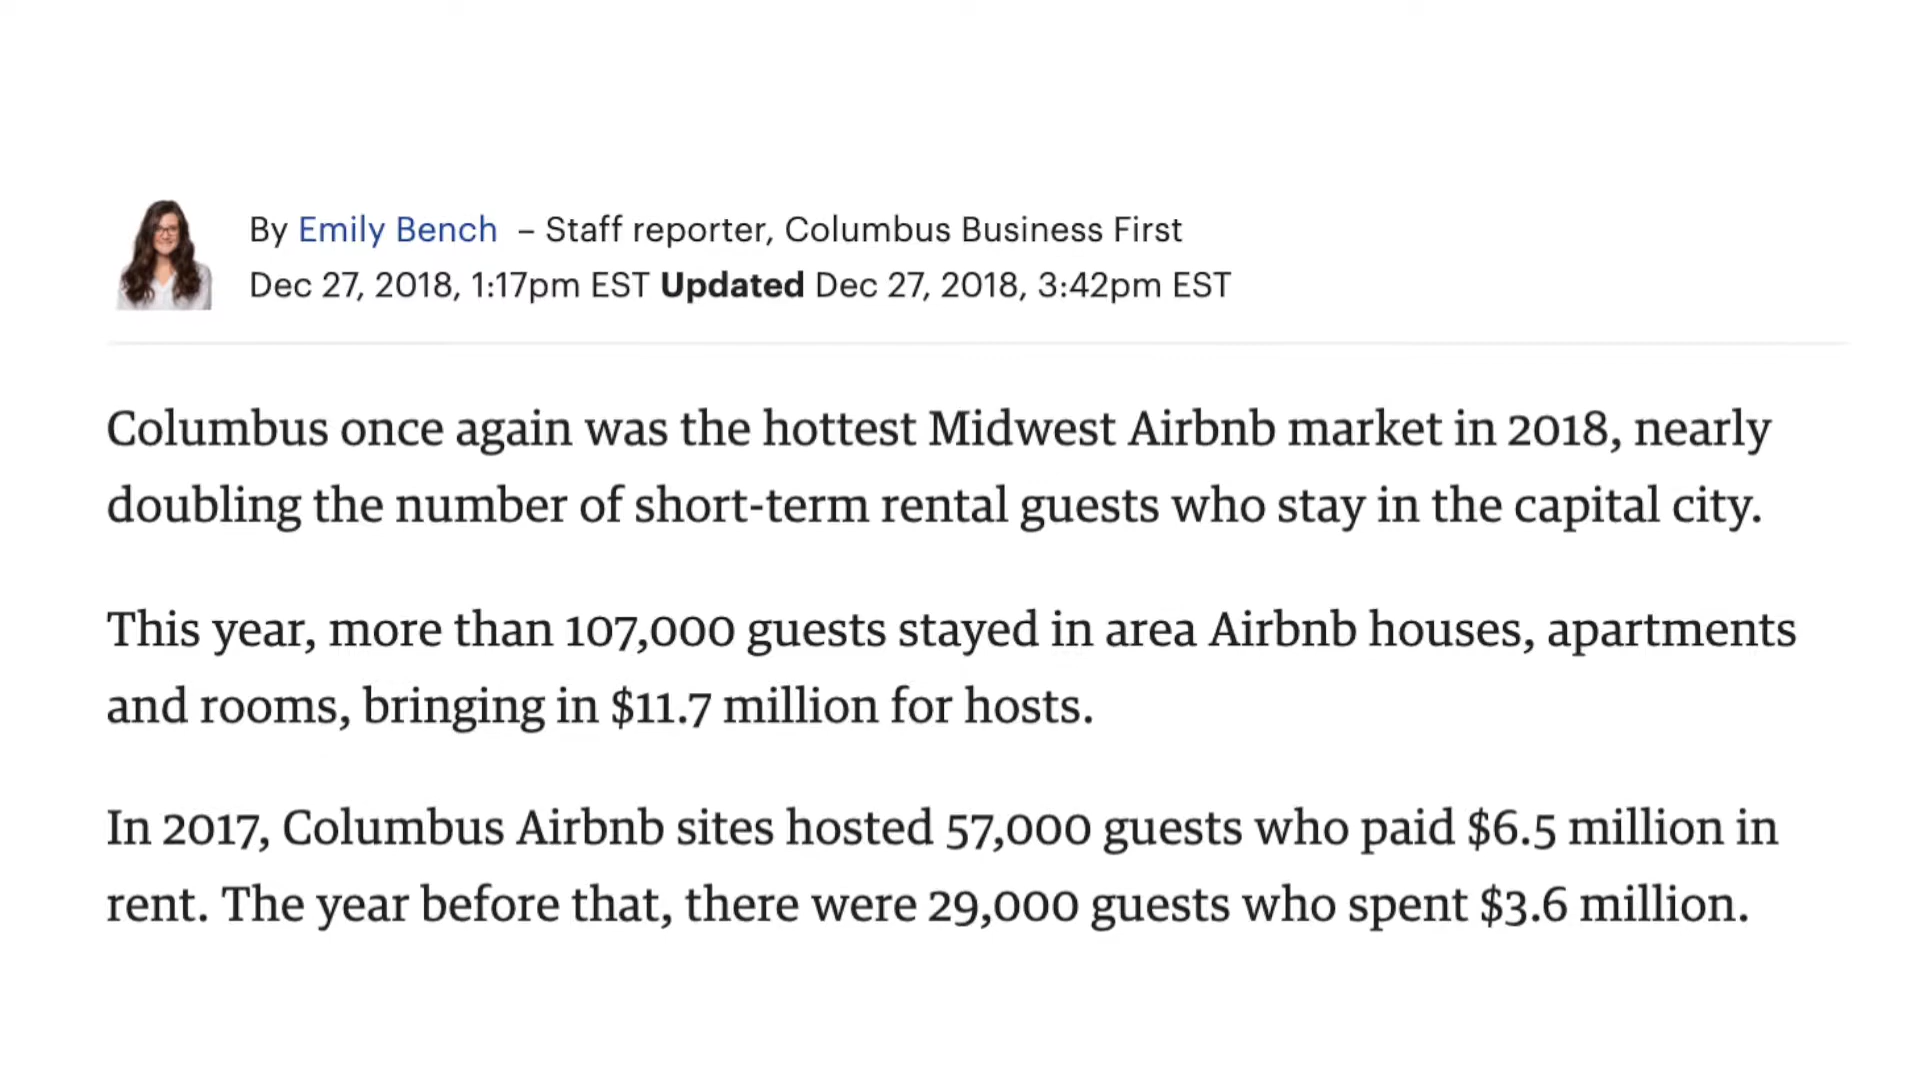 By Emily Bench – Staff reporter, Columbus Business First
Dec 27, 2018, 1:17pm EST Updated Dec 27, 2018, 3:42pm EST
Columbus once again was the hottest Midwest Airbnb market in 2018, nearly
doubling the number of short-term rental guests who stay in the capital city.
This year, more than 107,000 guests stayed in area Airbnb houses, apartments
and rooms, bringing in $11.7 million for hosts.
In 2017, Columbus Airbnb sites hosted 57,000 guests who paid $6.5 million in
rent. The year before that, there were 29,000 guests who spent $3.6 million.